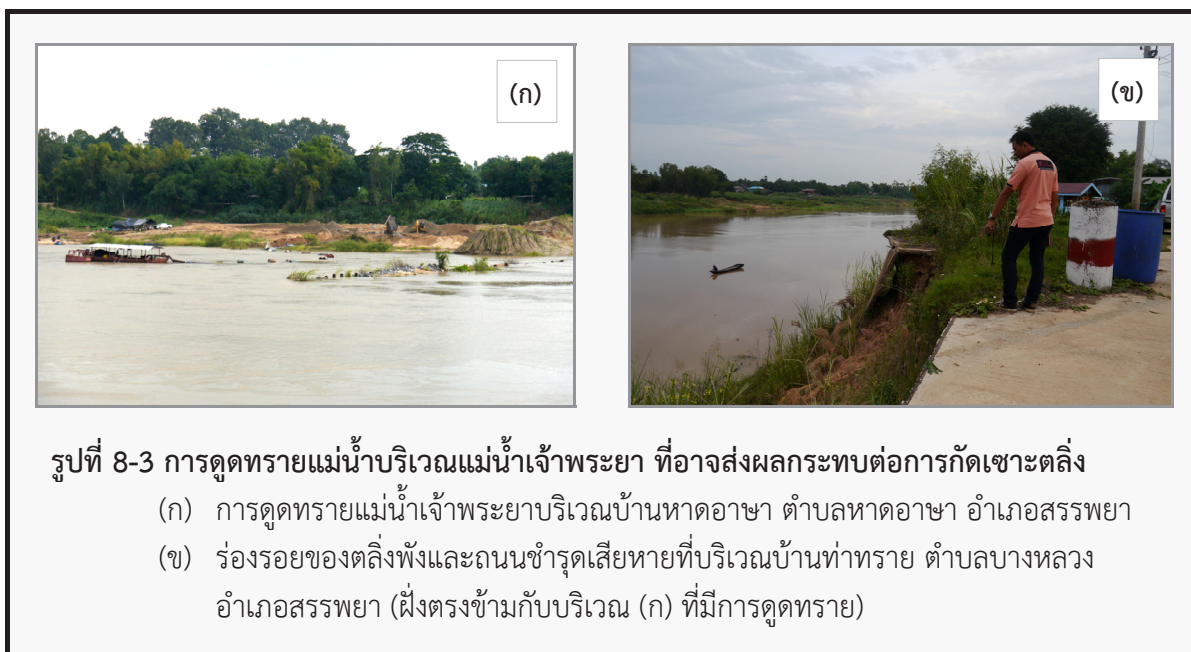 (ก)
(ข)
รูปที่ 8-3 การดูดทรายแม่น้ำบริเวณแม่น้ำเจ้าพระยา ที่อาจส่งผลกระทบต่อการกัดเซาะตลิ่ง
(ก) การดูดทรายแม่น้ำเจ้าพระยาบริเวณบ้านหาดอาษา ตำบลหาดอาษา อำเภอสรรพยา
(ข) ร่องรอยของตลิ่งพังและถนนชำรุดเสียหายที่บริเวณบ้านท่าทราย ตำบลบางหลวง
อำเภอสรรพยา (ฝั่งตรงข้ามกับบริเวณ (ก) ที่มีการดูดทราย)